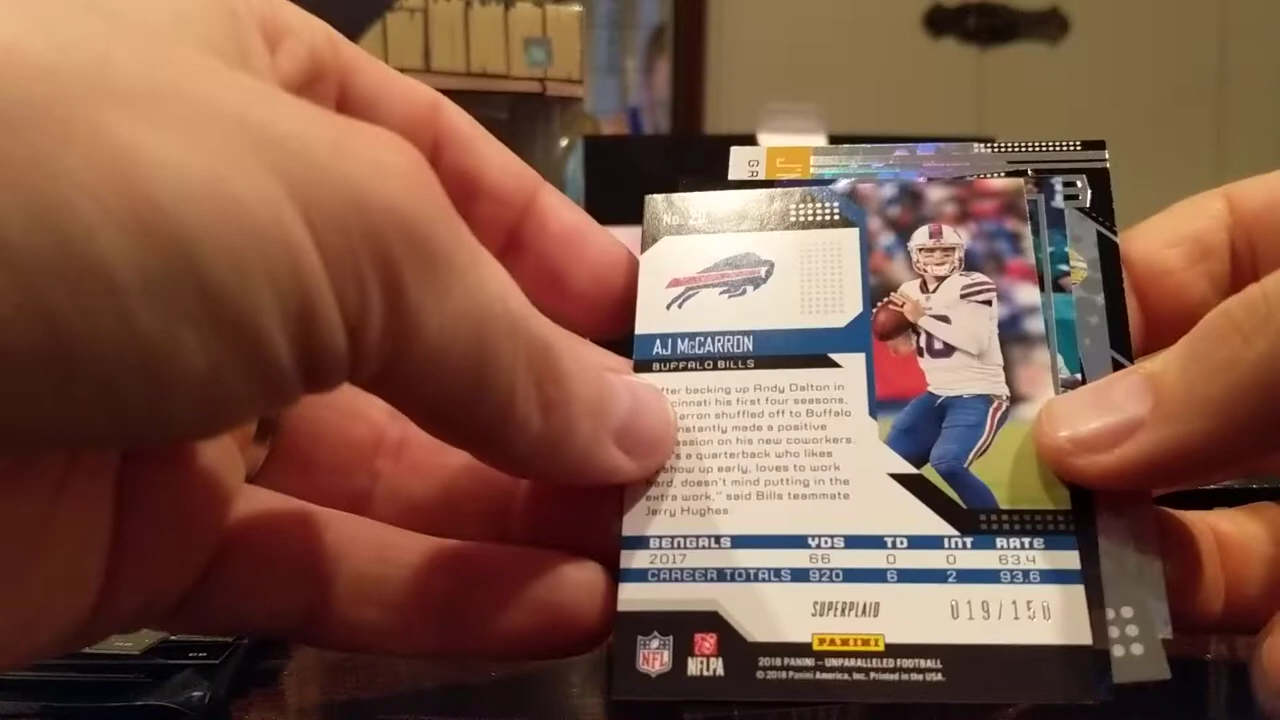 No. 20
AJ McCARRON
BUFFALO BILLS
fter backing up Andy Dalton in
cinnati his first four seasons,
arron shuffled off to Buffalo
nstantly made a positive
ession on his new coworkers.
s a quarterback who likes
show up early, loves to work
hard, doesn't mind putting in the
extra work," said Bills teammate
Jerry Hughes.
BENGALS YDS TD INT RATE
2017 66 0 0 63.4
CAREER TOTALS 920 6 2 93.6
SUPERPLAID 019/150
PANINI
NFL NFLPA
2018 PANINI – UNPARALLELED FOOTBALL
© 2018 Panini America, Inc. Printed in the USA.
GR
J'M